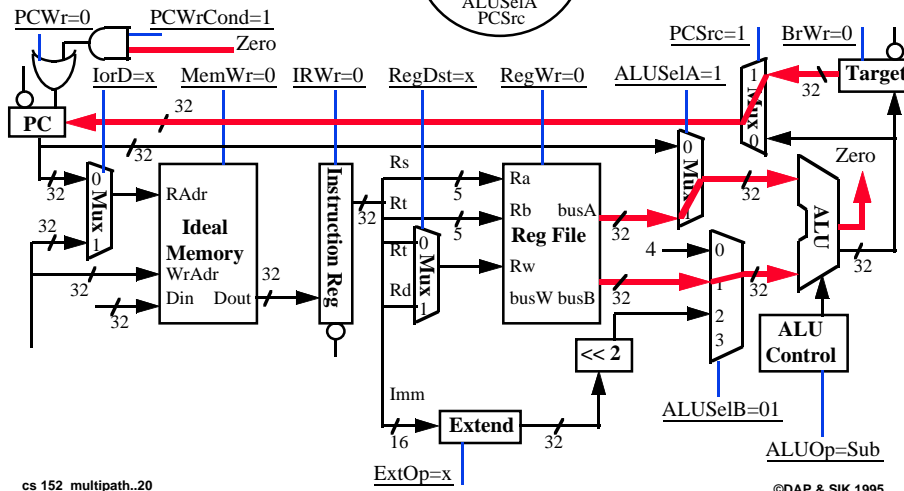 ALUSelA
PCSrc
PCWr=0 PCWrCond=1 PCSrc=1 BrWr=0
Zero
IorD=x MemWr=0 IRWr=0 RegDst=x RegWr=0 ALUSelA=1
1 Mux 0
32 Target
PC 32 32
32
0 Mux 1
32 32
RAdr
Ideal Memory
WrAdr
Din Dout
32 32 32
Instruction Reg
32
Rs
Rt
Rt
Rd
5 5
0 Mux 1
Ra
Rb busA
Reg File
Rw
busW busB
32 32
0 Mux 1
32
4
0
1
2
3
32
ALU
Zero
32
<< 2
ALU
Control
Imm
16
Extend
32
ALUSelB=01
ALUOp=Sub
ExtOp=x
cs 152 multipath..20 ©DAP & SIK 1995